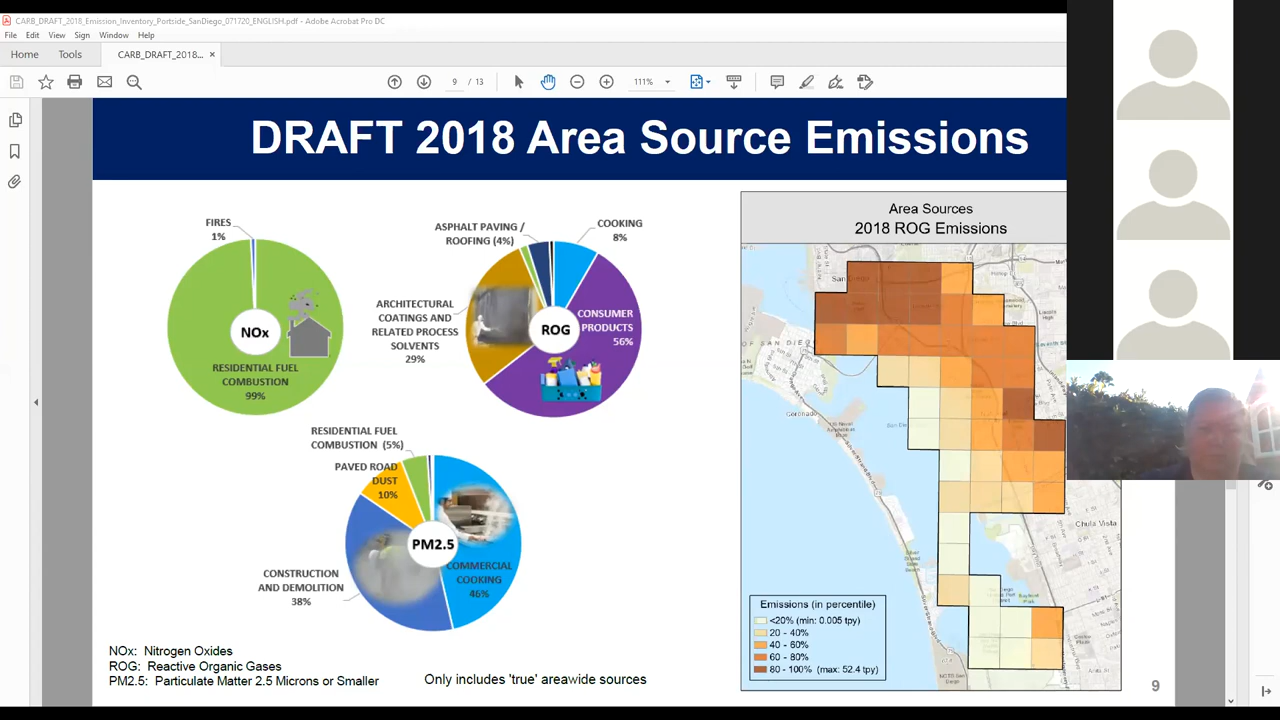 CARB_DRAFT_2018_Emission_Inventory_Portside_SanDiego_071720_ENGLISH.pdf - Adobe Acrobat Pro DC
File Edit View Sign Window Help
Home Tools CARB_DRAFT_2018... ×
9 / 13 111%
DRAFT 2018 Area Source Emissions
FIRES
1%
NOx
RESIDENTIAL FUEL
COMBUSTION
99%
ASPHALT PAVING /
ROOFING (4%)
COOKING
8%
ARCHITECTURAL
COATINGS AND
RELATED PROCESS
SOLVENTS
29%
ROG
CONSUMER
PRODUCTS
56%
RESIDENTIAL FUEL
COMBUSTION (5%)
PAVED ROAD
DUST
10%
PM2.5
COMMERCIAL
COOKING
46%
CONSTRUCTION
AND DEMOLITION
38%
NOx: Nitrogen Oxides
ROG: Reactive Organic Gases
PM2.5: Particulate Matter 2.5 Microns or Smaller
Only includes 'true' areawide sources
Area Sources
2018 ROG Emissions
San Diego
OF SAN DIEGO
Coronado
Chula Vista
Emissions (in percentile)
<20% (min: 0.005 tpy)
20 - 40%
40 - 60%
60 - 80%
80 - 100% (max: 52.4 tpy)
9